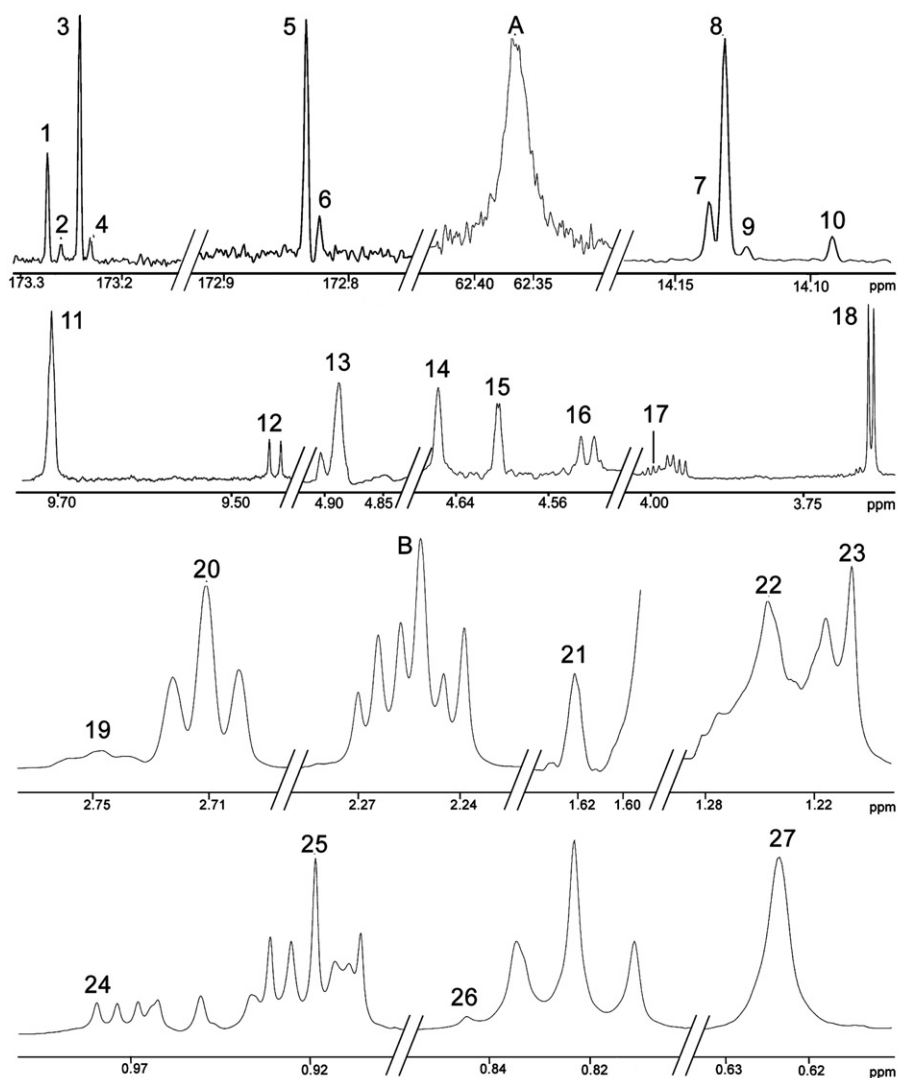 1 2 3 4 5 6 A 7 8 9 10
173.3 173.2 172.9 172.8 62.40 62.35 14.15 14.10 ppm
11 12 13 14 15 16 17 18
9.70 9.50 4.90 4.85 4.64 4.56 4.00 3.75 ppm
19 20 B 21 22 23
2.75 2.71 2.27 2.24 1.62 1.60 1.28 1.22 ppm
24 25 26 27
0.97 0.92 0.84 0.82 0.63 0.62 ppm